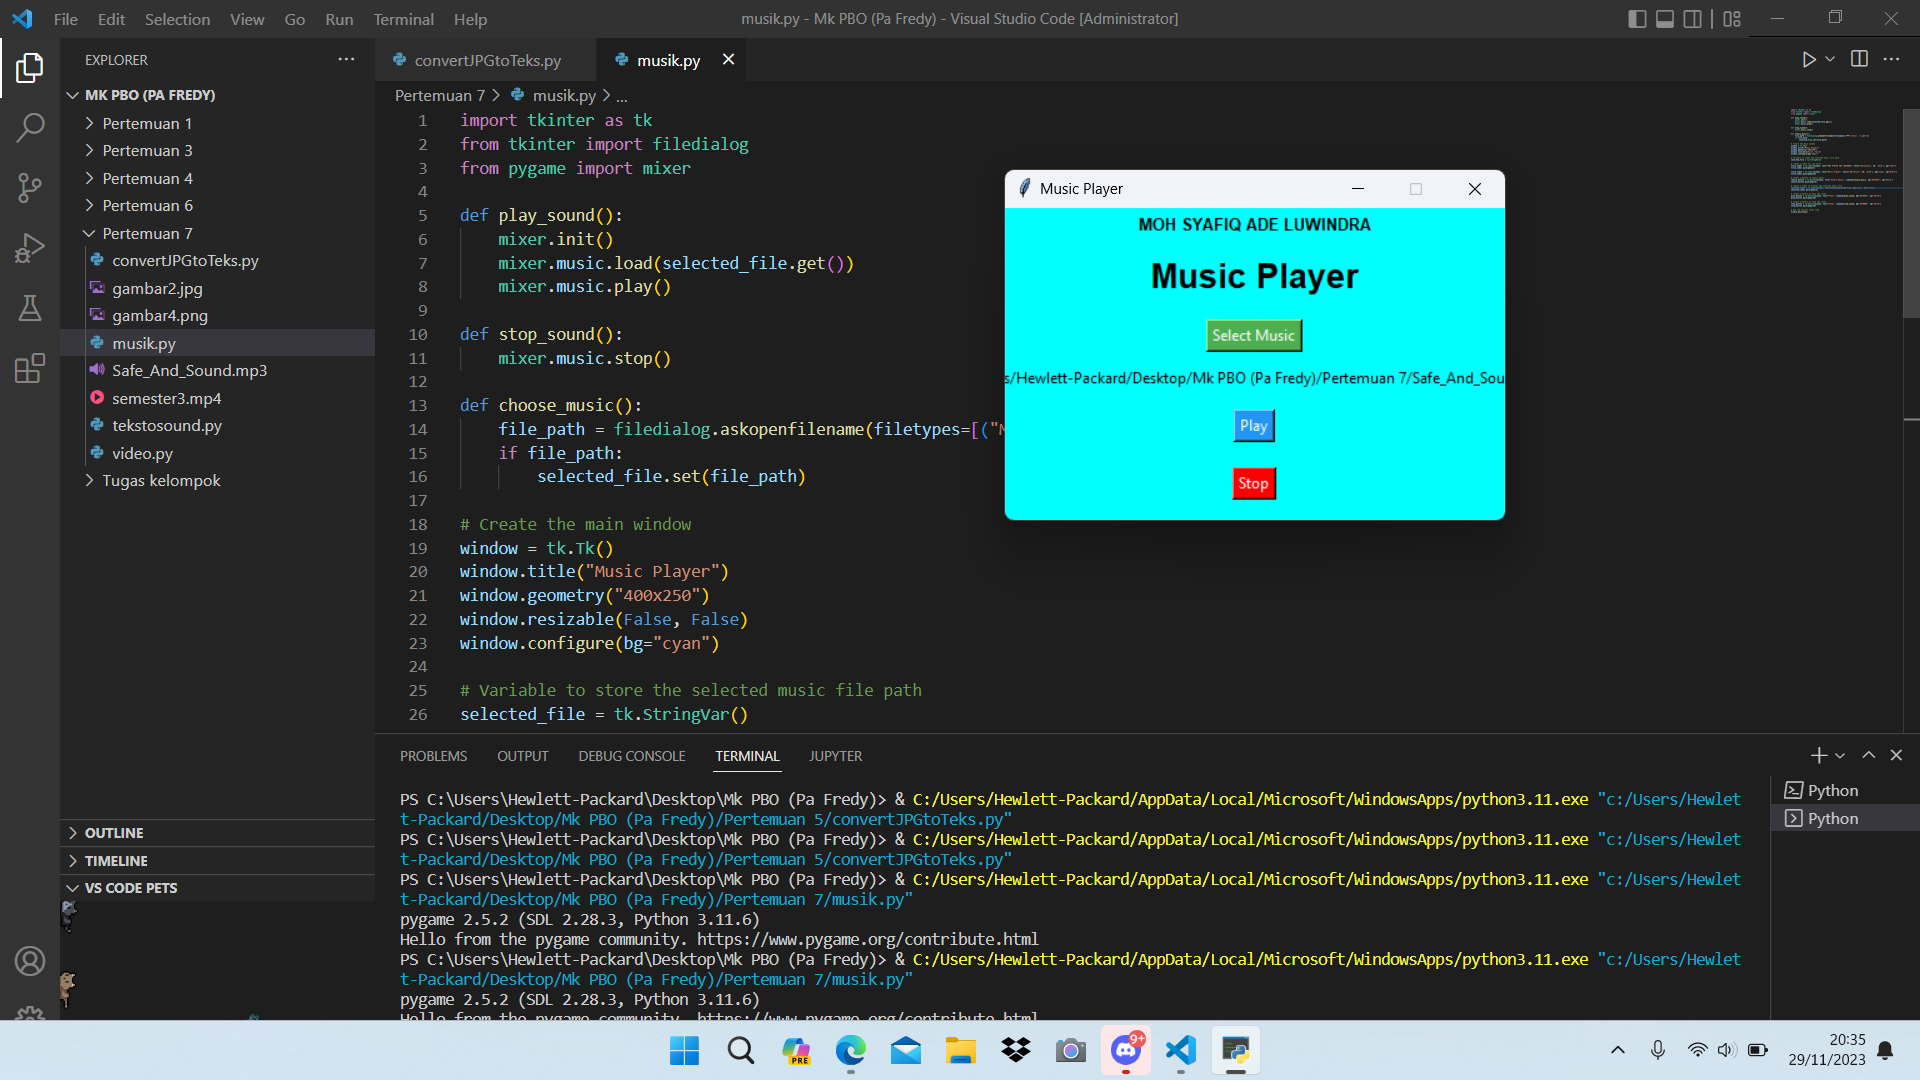 File Edit Selection View Go Run Terminal Help
musik.py - Mk PBO (Pa Fredy) - Visual Studio Code [Administrator]
EXPLORER
MK PBO (PA FREDY)
Pertemuan 1
Pertemuan 3
Pertemuan 4
Pertemuan 6
Pertemuan 7
convertJPGtoTeks.py
gambar2.jpg
gambar4.png
musik.py
Safe_And_Sound.mp3
semester3.mp4
tekstosound.py
video.py
Tugas kelompok
OUTLINE
TIMELINE
VS CODE PETS
convertJPGtoTeks.py
musik.py
Pertemuan 7 > musik.py > ...
1 import tkinter as tk
2 from tkinter import filedialog
3 from pygame import mixer
4
5 def play_sound():
6 mixer.init()
7 mixer.music.load(selected_file.get())
8 mixer.music.play()
9
10 def stop_sound():
11 mixer.music.stop()
12
13 def choose_music():
14 file_path = filedialog.askopenfilename(filetypes=[("M
15 if file_path:
16 selected_file.set(file_path)
17
18 # Create the main window
19 window = tk.Tk()
20 window.title("Music Player")
21 window.geometry("400x250")
22 window.resizable(False, False)
23 window.configure(bg="cyan")
24
25 # Variable to store the selected music file path
26 selected_file = tk.StringVar()
Music Player
MOH SYAFIQ ADE LUWINDRA
Music Player
Select Music
s/Hewlett-Packard/Desktop/Mk PBO (Pa Fredy)/Pertemuan 7/Safe_And_Sou
Play
Stop
PROBLEMS OUTPUT DEBUG CONSOLE TERMINAL JUPYTER
PS C:\Users\Hewlett-Packard\Desktop\Mk PBO (Pa Fredy)> & C:/Users/Hewlett-Packard/AppData/Local/Microsoft/WindowsApps/python3.11.exe "c:/Users/Hewlet
t-Packard/Desktop/Mk PBO (Pa Fredy)/Pertemuan 5/convertJPGtoTeks.py"
PS C:\Users\Hewlett-Packard\Desktop\Mk PBO (Pa Fredy)> & C:/Users/Hewlett-Packard/AppData/Local/Microsoft/WindowsApps/python3.11.exe "c:/Users/Hewlet
t-Packard/Desktop/Mk PBO (Pa Fredy)/Pertemuan 5/convertJPGtoTeks.py"
PS C:\Users\Hewlett-Packard\Desktop\Mk PBO (Pa Fredy)> & C:/Users/Hewlett-Packard/AppData/Local/Microsoft/WindowsApps/python3.11.exe "c:/Users/Hewlet
t-Packard/Desktop/Mk PBO (Pa Fredy)/Pertemuan 7/musik.py"
pygame 2.5.2 (SDL 2.28.3, Python 3.11.6)
Hello from the pygame community. https://www.pygame.org/contribute.html
PS C:\Users\Hewlett-Packard\Desktop\Mk PBO (Pa Fredy)> & C:/Users/Hewlett-Packard/AppData/Local/Microsoft/WindowsApps/python3.11.exe "c:/Users/Hewlet
t-Packard/Desktop/Mk PBO (Pa Fredy)/Pertemuan 7/musik.py"
pygame 2.5.2 (SDL 2.28.3, Python 3.11.6)
Hello from the pygame community. https://www.pygame.org/contribute.html
Python
Python
PRE
9+
20:35
29/11/2023